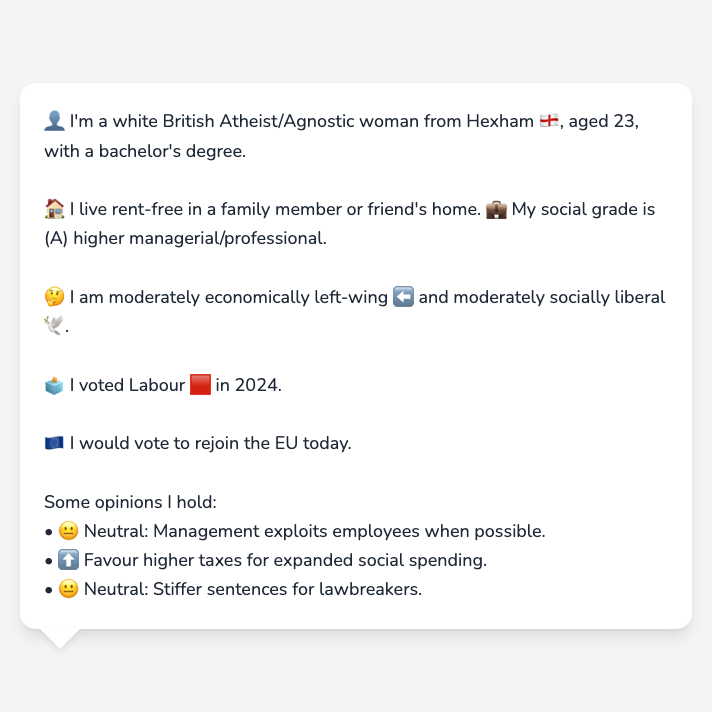 👤 I'm a white British Atheist/Agnostic woman from Hexham 🏴󠁧󠁢󠁥󠁮󠁧󠁿, aged 23,
with a bachelor's degree.
🏠 I live rent-free in a family member or friend's home. 💼 My social grade is
(A) higher managerial/professional.
🤔 I am moderately economically left-wing ⬅️ and moderately socially liberal
🕊️.
🗳️ I voted Labour 🟥 in 2024.
🇪🇺 I would vote to rejoin the EU today.
Some opinions I hold:
• 😐 Neutral: Management exploits employees when possible.
• ⬆️ Favour higher taxes for expanded social spending.
• 😐 Neutral: Stiffer sentences for lawbreakers.